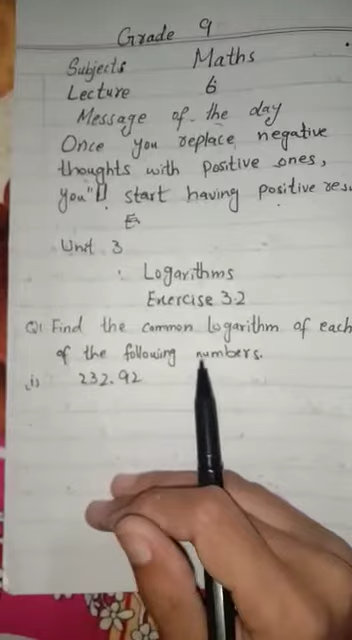 Grade 9
Subjects Maths
Lecture 6
Message of the day
Once you replace negative
thoughts with positive ones,
you"ll start having positive resu
Ex
Unit 3
Logarithms
Exercise 3.2
Q1 Find the common logarithm of each
of the following numbers.
i) 232.92